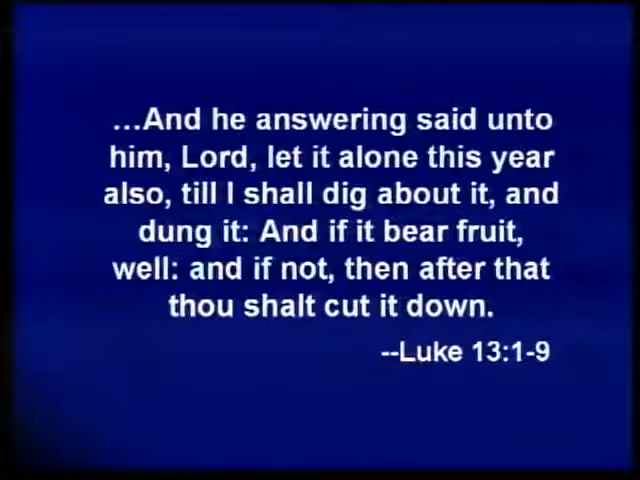 ...And he answering said unto
him, Lord, let it alone this year
also, till I shall dig about it, and
dung it: And if it bear fruit,
well: and if not, then after that
thou shalt cut it down.
--Luke 13:1-9